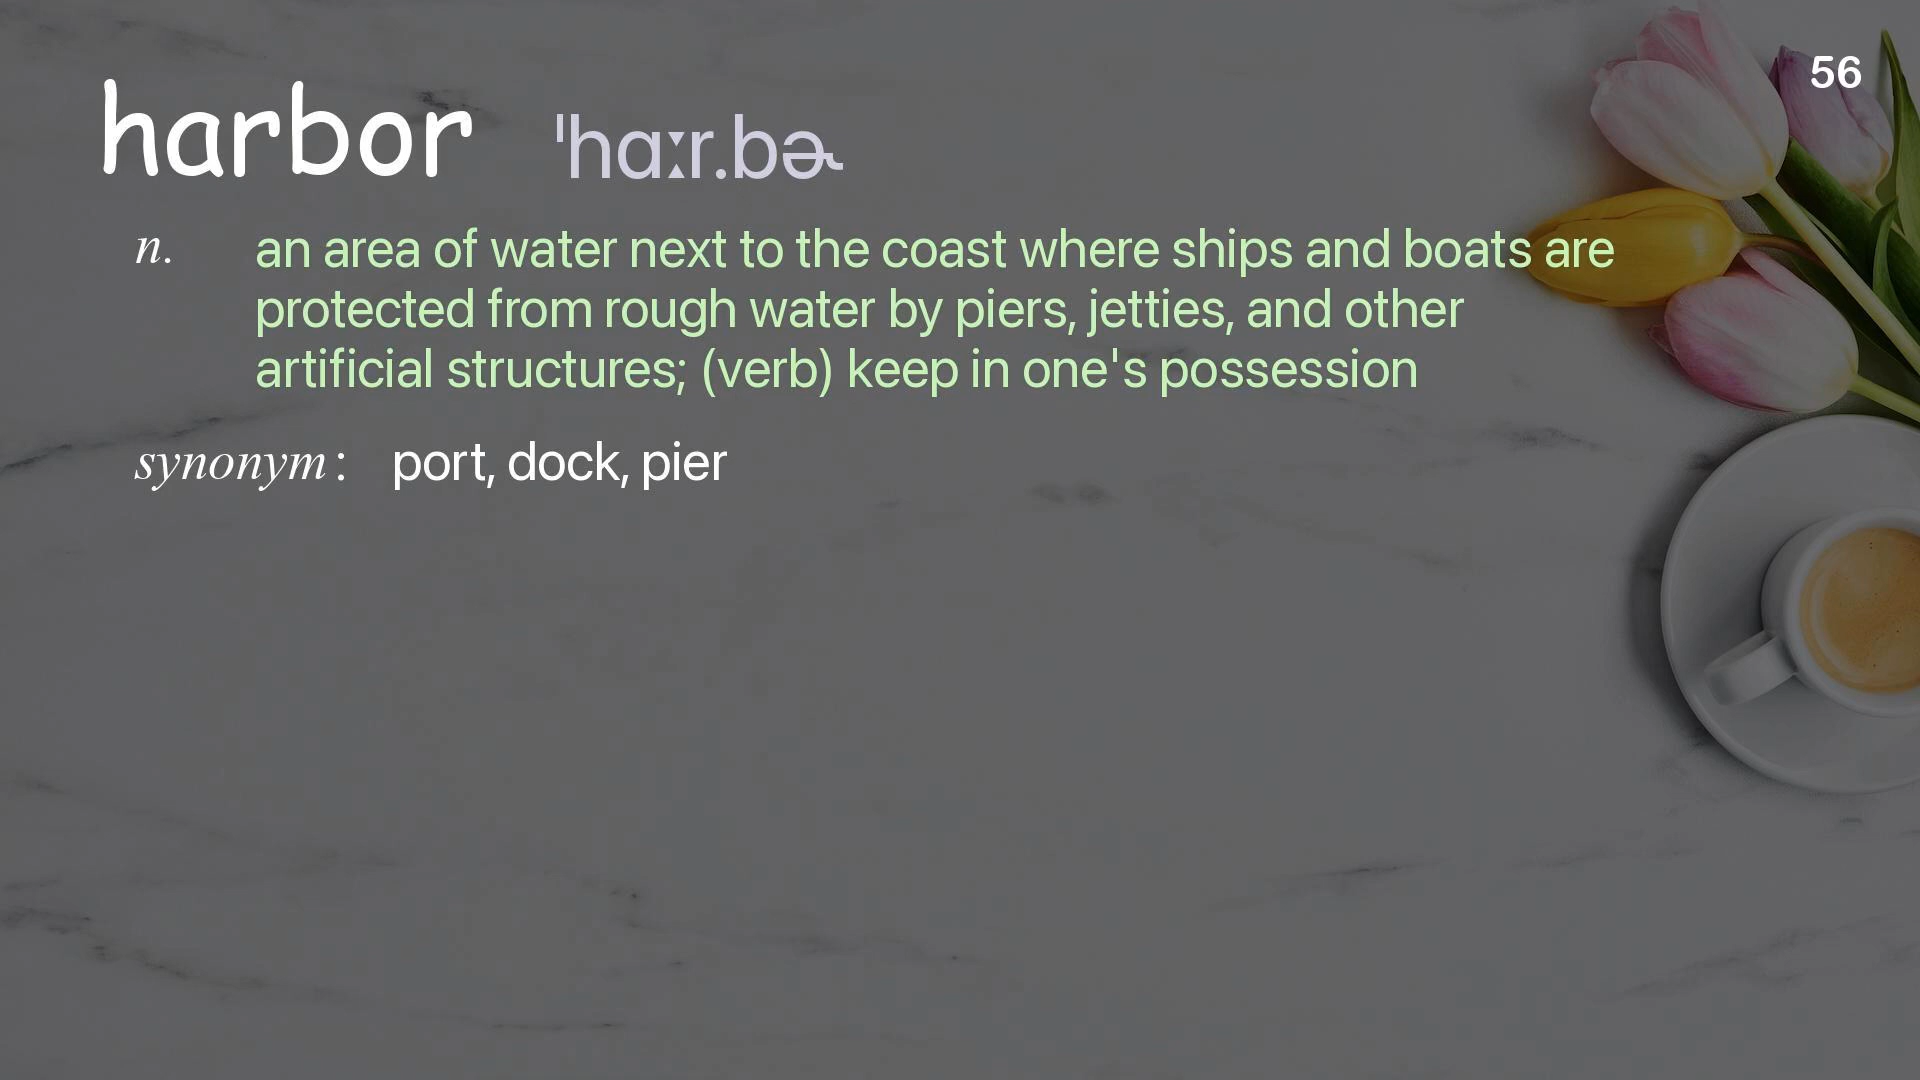 56
harbor ˈhɑːr.bɚ
n. an area of water next to the coast where ships and boats are
protected from rough water by piers, jetties, and other
artificial structures; (verb) keep in one's possession
synonym: port, dock, pier